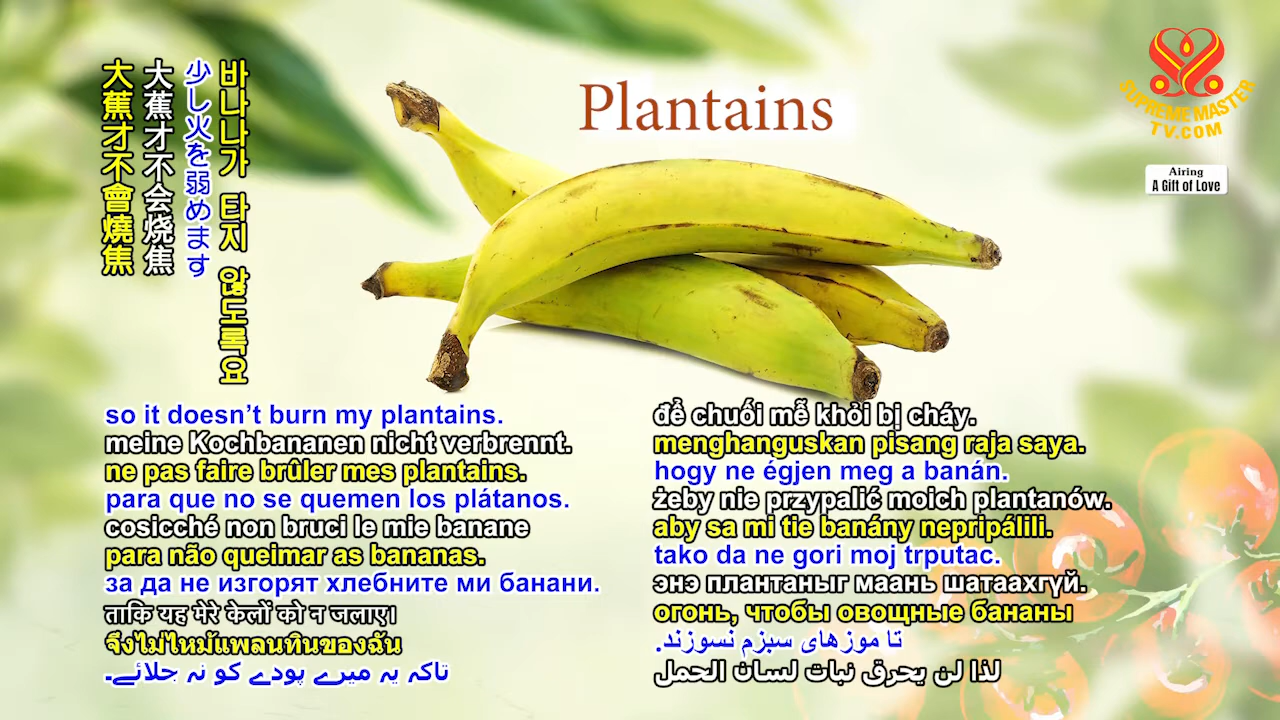 大蕉才不會燒焦
大蕉才不会烧焦
少し火を弱めます
바나나가 타지 않도록요
Plantains
SUPREME MASTER
TV.COM
Airing
A Gift of Love
so it doesn’t burn my plantains.
meine Kochbananen nicht verbrennt.
ne pas faire brûler mes plantains.
para que no se quemen los plátanos.
cosicché non bruci le mie banane
para não queimar as bananas.
за да не изгорят хлебните ми банани.
ताकि यह मेरे केलों को न जलाए।
จึงไม่ไหม้แพลนทินของฉัน
تاکہ یہ میرے پودے کو نہ جلائے۔
để chuối mễ khỏi bị cháy.
menghanguskan pisang raja saya.
hogy ne égjen meg a banán.
żeby nie przypalić moich plantanów.
aby sa mi tie banány nepripálili.
tako da ne gori moj trputac.
энэ плантаныг маань шатаахгүй.
огонь, чтобы овощные бананы
تا موزهای سبزم نسوزند.
لذا لن يحرق نبات لسان الحمل